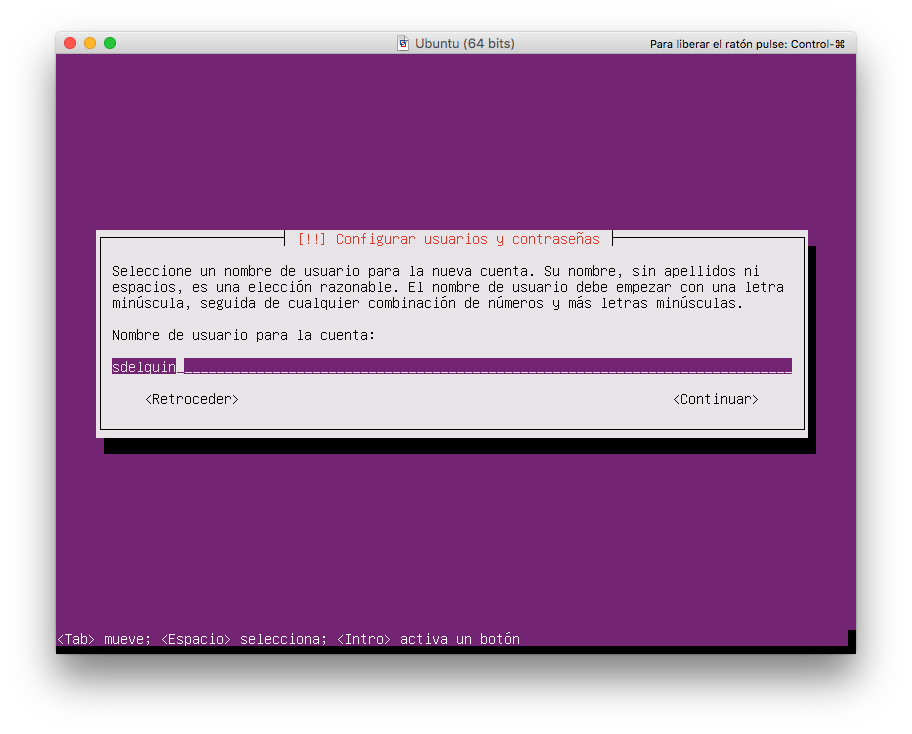 Ubuntu (64 bits)
Para liberar el ratón pulse: Control-⌘
[!!] Configurar usuarios y contraseñas
Seleccione un nombre de usuario para la nueva cuenta. Su nombre, sin apellidos ni
espacios, es una elección razonable. El nombre de usuario debe empezar con una letra
minúscula, seguida de cualquier combinación de números y más letras minúsculas.
Nombre de usuario para la cuenta:
sdelquin
<Retroceder> <Continuar>
<Tab> mueve; <Espacio> selecciona; <Intro> activa un botón